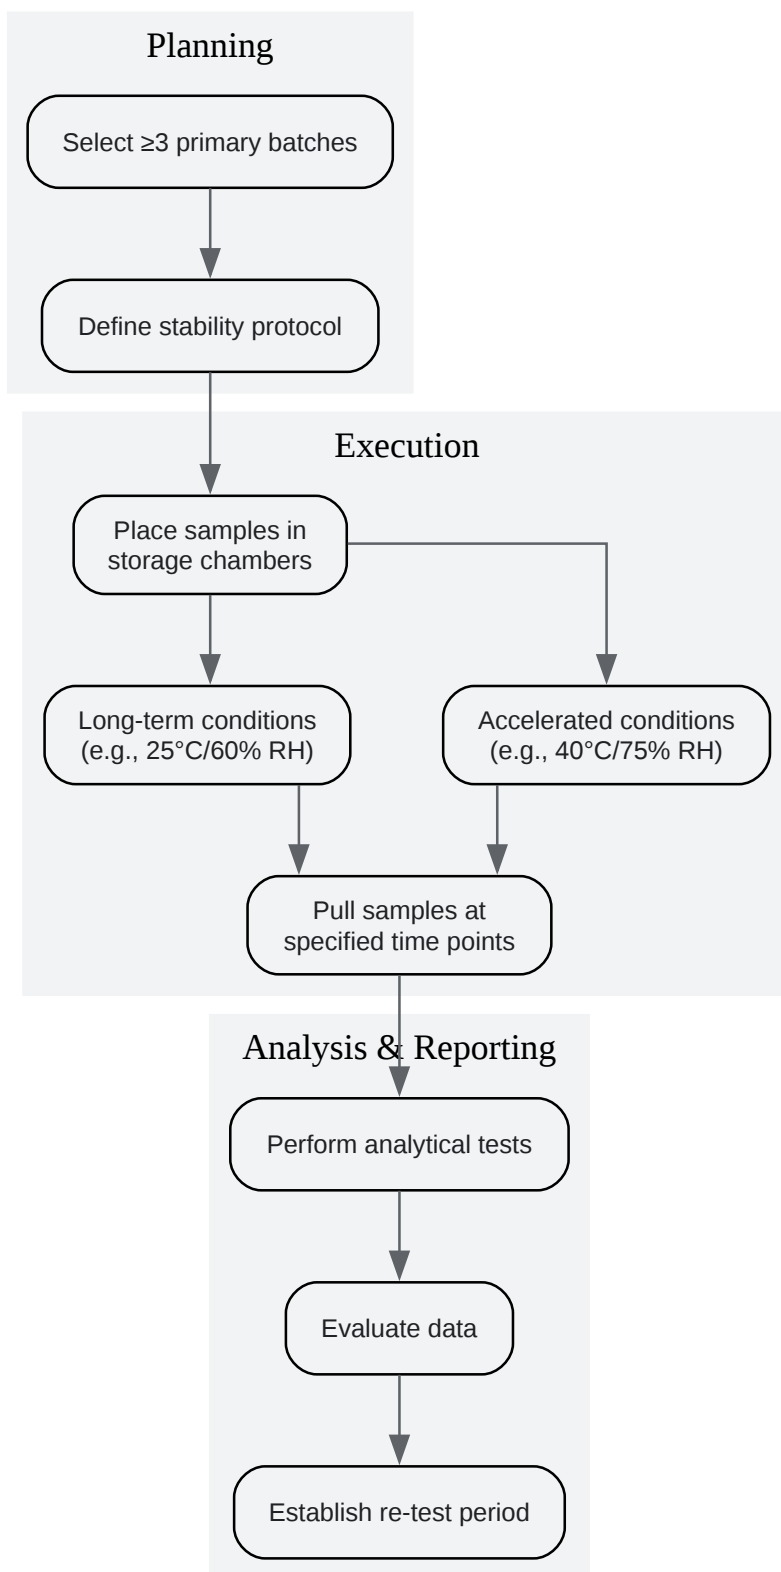 Planning
Select ≥3 primary batches
Define stability protocol
Execution
Place samples in
storage chambers
Long-term conditions
(e.g., 25°C/60% RH)
Accelerated conditions
(e.g., 40°C/75% RH)
Pull samples at
specified time points
Analysis & Reporting
Perform analytical tests
Evaluate data
Establish re-test period